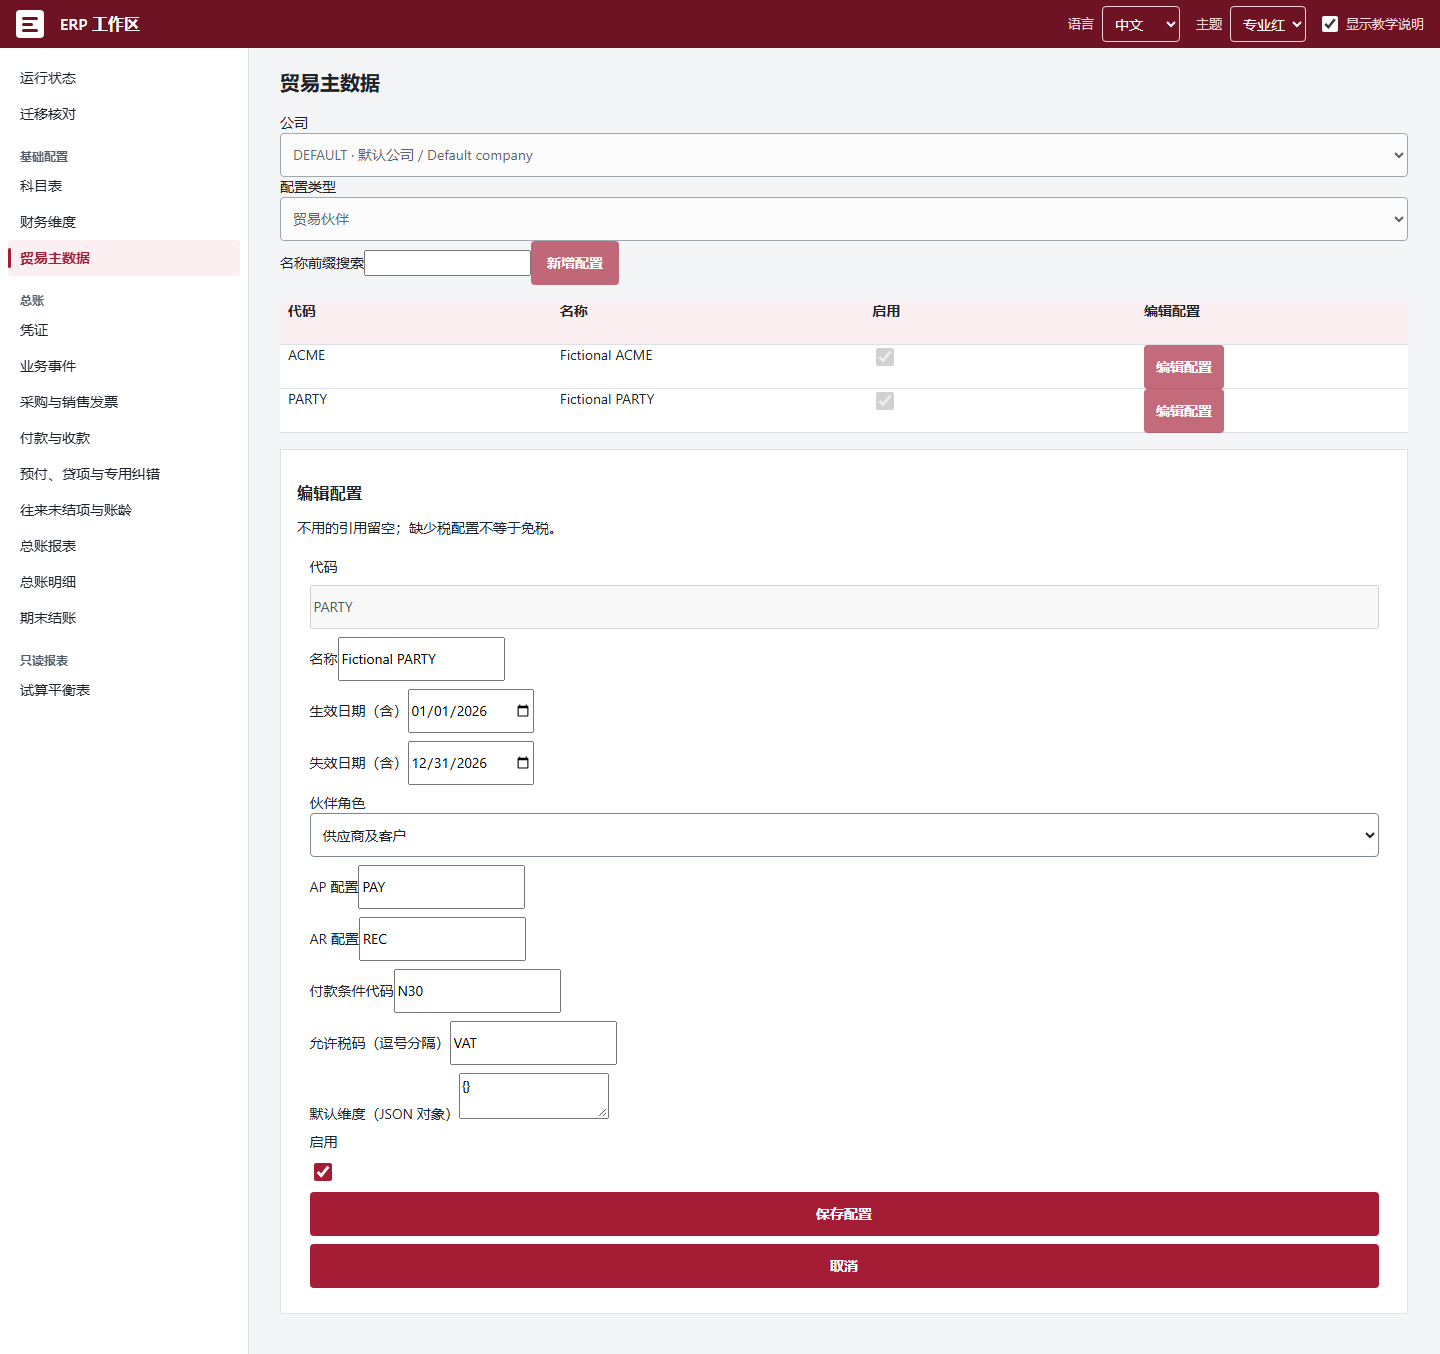 ERP 工作区
语言 中文 主题 专业红 显示教学说明
运行状态
迁移核对
基础配置
科目表
财务维度
贸易主数据
总账
凭证
业务事件
采购与销售发票
付款与收款
预付、贷项与专用纠错
往来未结项与账龄
总账报表
总账明细
期末结账
只读报表
试算平衡表
贸易主数据
公司
DEFAULT · 默认公司 / Default company
配置类型
贸易伙伴
名称前缀搜索 新增配置
代码 名称 启用 编辑配置
ACME Fictional ACME 编辑配置
PARTY Fictional PARTY 编辑配置
编辑配置
不用的引用留空；缺少税配置不等于免税。
代码
PARTY
名称 Fictional PARTY
生效日期（含） 01/01/2026
失效日期（含） 12/31/2026
伙伴角色
供应商及客户
AP 配置 PAY
AR 配置 REC
付款条件代码 N30
允许税码（逗号分隔） VAT
默认维度（JSON 对象） {}
启用
保存配置
取消